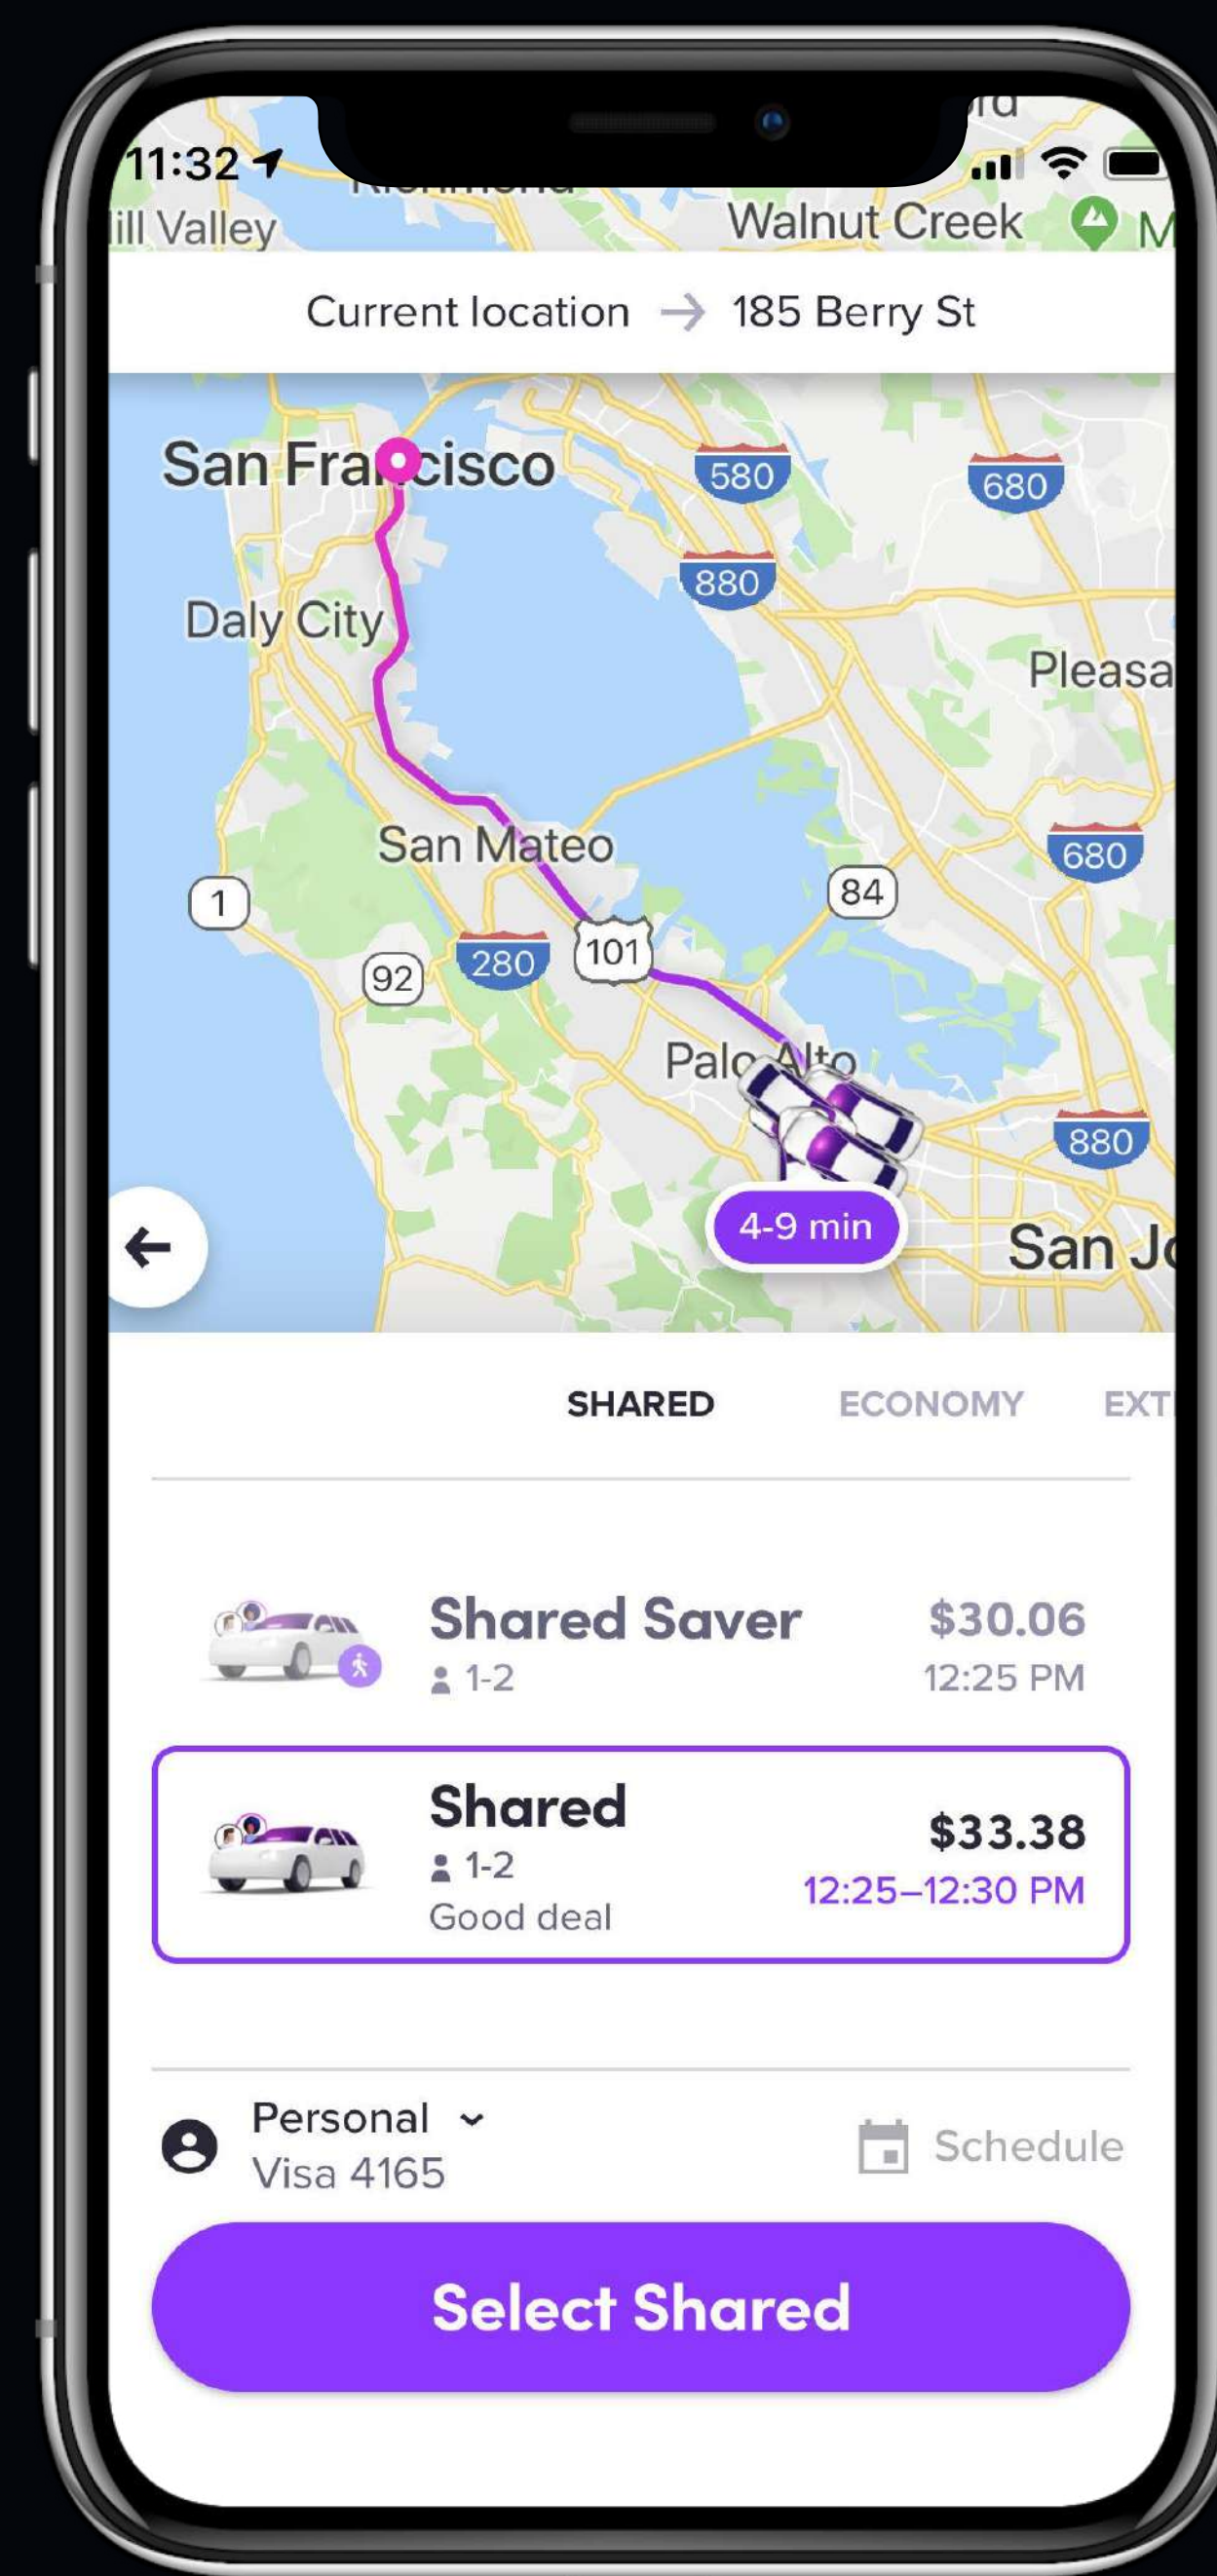 11:32
ill Valley
Walnut Creek
M
Current location → 185 Berry St
San Francisco
580
680
880
Daly City
Pleasa
San Mateo
680
1
84
101
92
280
Palo Alto
880
4-9 min
San Jo
SHARED ECONOMY EXT
Shared Saver $30.06
1-2 12:25 PM
Shared $33.38
1-2 12:25–12:30 PM
Good deal
Personal
Visa 4165
Schedule
Select Shared